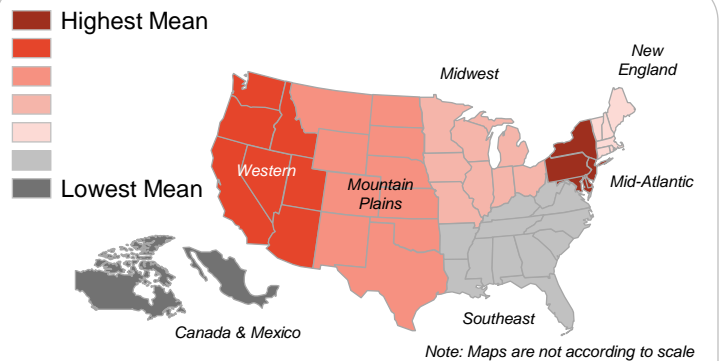 Highest Mean
Lowest Mean
New
England
Midwest
Western
Mountain
Plains
Mid-Atlantic
Southeast
Canada & Mexico
Note: Maps are not according to scale